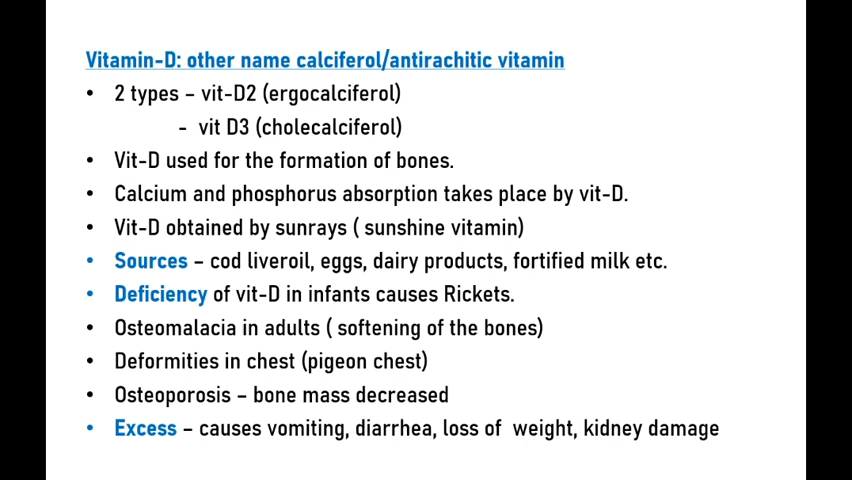 Vitamin-D: other name calciferol/antirachitic vitamin
• 2 types – vit-D2 (ergocalciferol)
- vit D3 (cholecalciferol)
• Vit-D used for the formation of bones.
• Calcium and phosphorus absorption takes place by vit-D.
• Vit-D obtained by sunrays ( sunshine vitamin)
• Sources – cod liveroil, eggs, dairy products, fortified milk etc.
• Deficiency of vit-D in infants causes Rickets.
• Osteomalacia in adults ( softening of the bones)
• Deformities in chest (pigeon chest)
• Osteoporosis – bone mass decreased
• Excess – causes vomiting, diarrhea, loss of weight, kidney damage